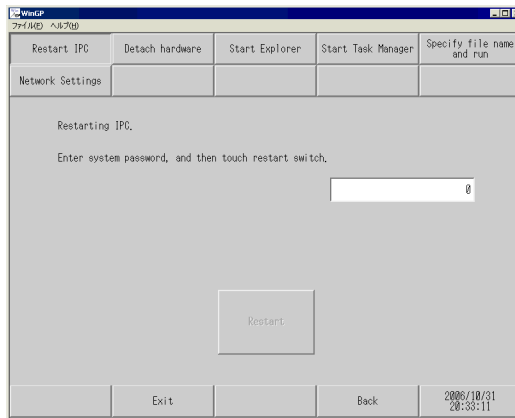 WinGP
ファイル(F) ヘルプ(H)
Restart IPC
Detach hardware
Start Explorer
Start Task Manager
Specify file name
and run
Network Settings
Restarting IPC.
Enter system password, and then touch restart switch.
0
Restart
Exit
Back
2006/10/31
20:33:11